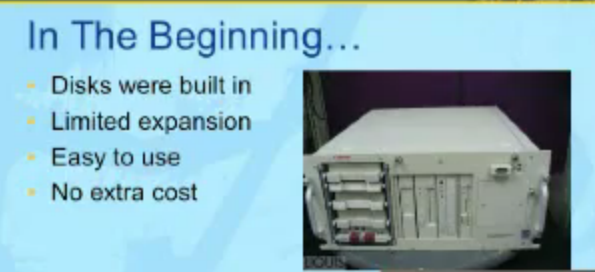 In The Beginning...
Disks were built in
Limited expansion
Easy to use
No extra cost